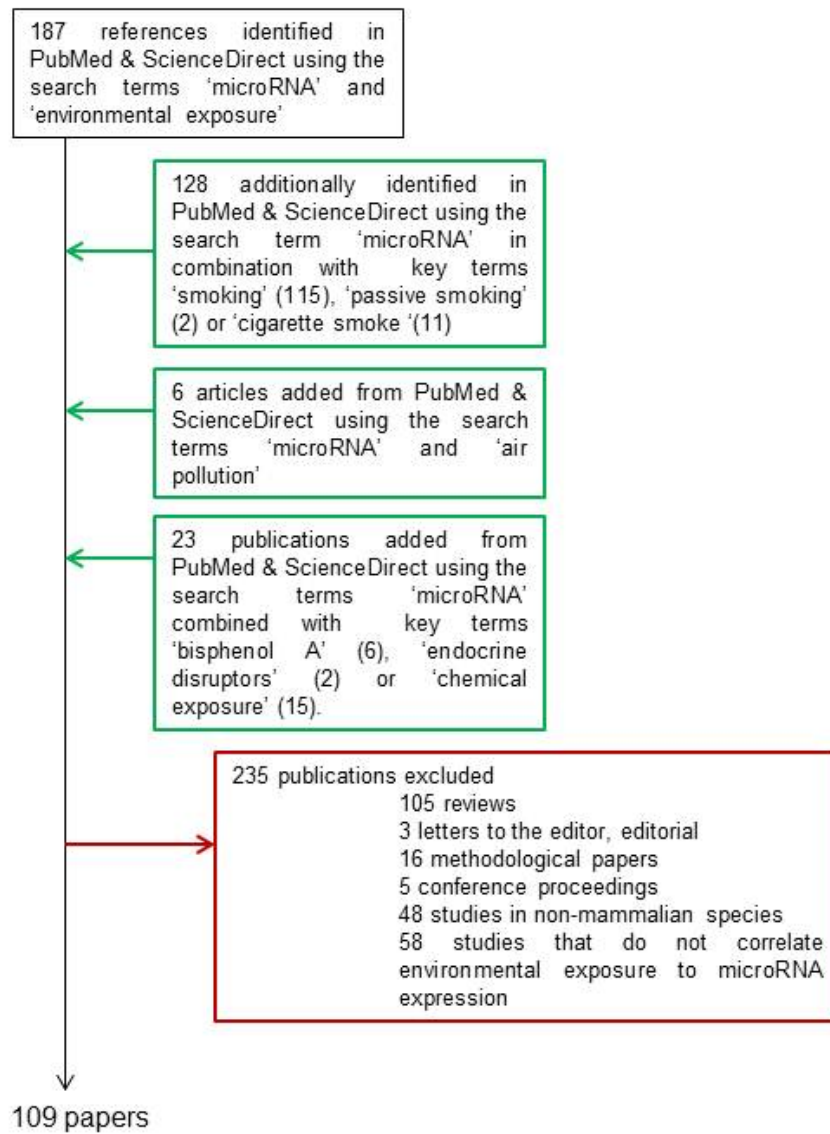 187 references identified in
PubMed & ScienceDirect using the
search terms ‘microRNA’ and
‘environmental exposure’
128 additionally identified in
PubMed & ScienceDirect using the
search term ‘microRNA’ in
combination with key terms
‘smoking’ (115), ‘passive smoking’
(2) or ‘cigarette smoke ‘(11)
6 articles added from PubMed &
ScienceDirect using the search
terms ‘microRNA’ and ‘air
pollution’
23 publications added from
PubMed & ScienceDirect using the
search terms ‘microRNA’
combined with key terms
‘bisphenol A’ (6), ‘endocrine
disruptors’ (2) or ‘chemical
exposure’ (15).
235 publications excluded
105 reviews
3 letters to the editor, editorial
16 methodological papers
5 conference proceedings
48 studies in non-mammalian species
58 studies that do not correlate
environmental exposure to microRNA
expression
109 papers